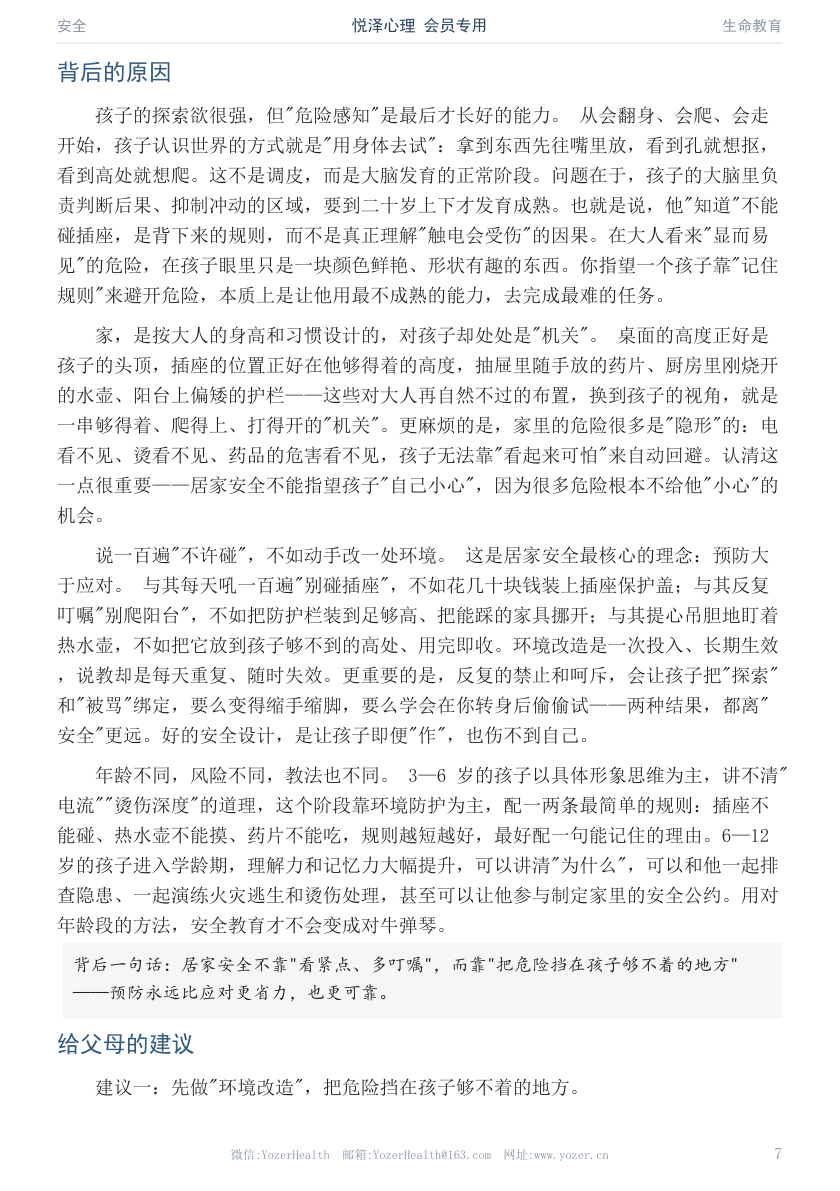 安全 悦泽心理 会员专用 生命教育
背后的原因
孩子的探索欲很强，但"危险感知"是最后才长好的能力。 从会翻身、会爬、会走
开始，孩子认识世界的方式就是"用身体去试"：拿到东西先往嘴里放，看到孔就想抠，
看到高处就想爬。这不是调皮，而是大脑发育的正常阶段。问题在于，孩子的大脑里负
责判断后果、抑制冲动的区域，要到二十岁上下才发育成熟。也就是说，他"知道"不能
碰插座，是背下来的规则，而不是真正理解"触电会受伤"的因果。在大人看来"显而易
见"的危险，在孩子眼里只是一块颜色鲜艳、形状有趣的东西。你指望一个孩子靠"记住
规则"来避开危险，本质上是让他用最不成熟的能力，去完成最难的任务。
家，是按大人的身高和习惯设计的，对孩子却处处是"机关"。 桌面的高度正好是
孩子的头顶，插座的位置正好在他够得着的高度，抽屉里随手放的药片、厨房里刚烧开
的水壶、阳台上偏矮的护栏——这些对大人再自然不过的布置，换到孩子的视角，就是
一串够得着、爬得上、打得开的"机关"。更麻烦的是，家里的危险很多是"隐形"的：电
看不见、烫看不见、药品的危害看不见，孩子无法靠"看起来可怕"来自动回避。认清这
一点很重要——居家安全不能指望孩子"自己小心"，因为很多危险根本不给他"小心"的
机会。
说一百遍"不许碰"，不如动手改一处环境。 这是居家安全最核心的理念：预防大
于应对。 与其每天吼一百遍"别碰插座"，不如花几十块钱装上插座保护盖；与其反复
叮嘱"别爬阳台"，不如把防护栏装到足够高、把能踩的家具挪开；与其提心吊胆地盯着
热水壶，不如把它放到孩子够不到的高处、用完即收。环境改造是一次投入、长期生效
，说教却是每天重复、随时失效。更重要的是，反复的禁止和呵斥，会让孩子把"探索"
和"被骂"绑定，要么变得缩手缩脚，要么学会在你转身后偷偷试——两种结果，都离"
安全"更远。好的安全设计，是让孩子即便"作"，也伤不到自己。
年龄不同，风险不同，教法也不同。 3—6 岁的孩子以具体形象思维为主，讲不清"
电流""烫伤深度"的道理，这个阶段靠环境防护为主，配一两条最简单的规则：插座不
能碰、热水壶不能摸、药片不能吃，规则越短越好，最好配一句能记住的理由。6—12
岁的孩子进入学龄期，理解力和记忆力大幅提升，可以讲清"为什么"，可以和他一起排
查隐患、一起演练火灾逃生和烫伤处理，甚至可以让他参与制定家里的安全公约。用对
年龄段的方法，安全教育才不会变成对牛弹琴。
背后一句话：居家安全不靠"看紧点、多叮嘱"，而靠"把危险挡在孩子够不着的地方"
——预防永远比应对更省力，也更可靠。
给父母的建议
建议一：先做"环境改造"，把危险挡在孩子够不着的地方。
微信:YozerHealth 邮箱:YozerHealth@163.com 网址:www.yozer.cn 7